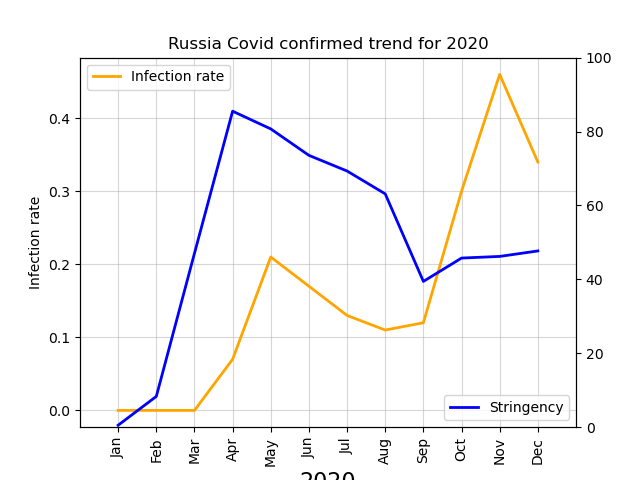 Russia Covid confirmed trend for 2020
Infection rate
Infection rate
0.4
0.3
0.2
0.1
0.0
100
80
60
40
20
0
Stringency
Jan
Feb
Mar
Apr
May
Jun
Jul
Aug
Sep
Oct
Nov
Dec
2020